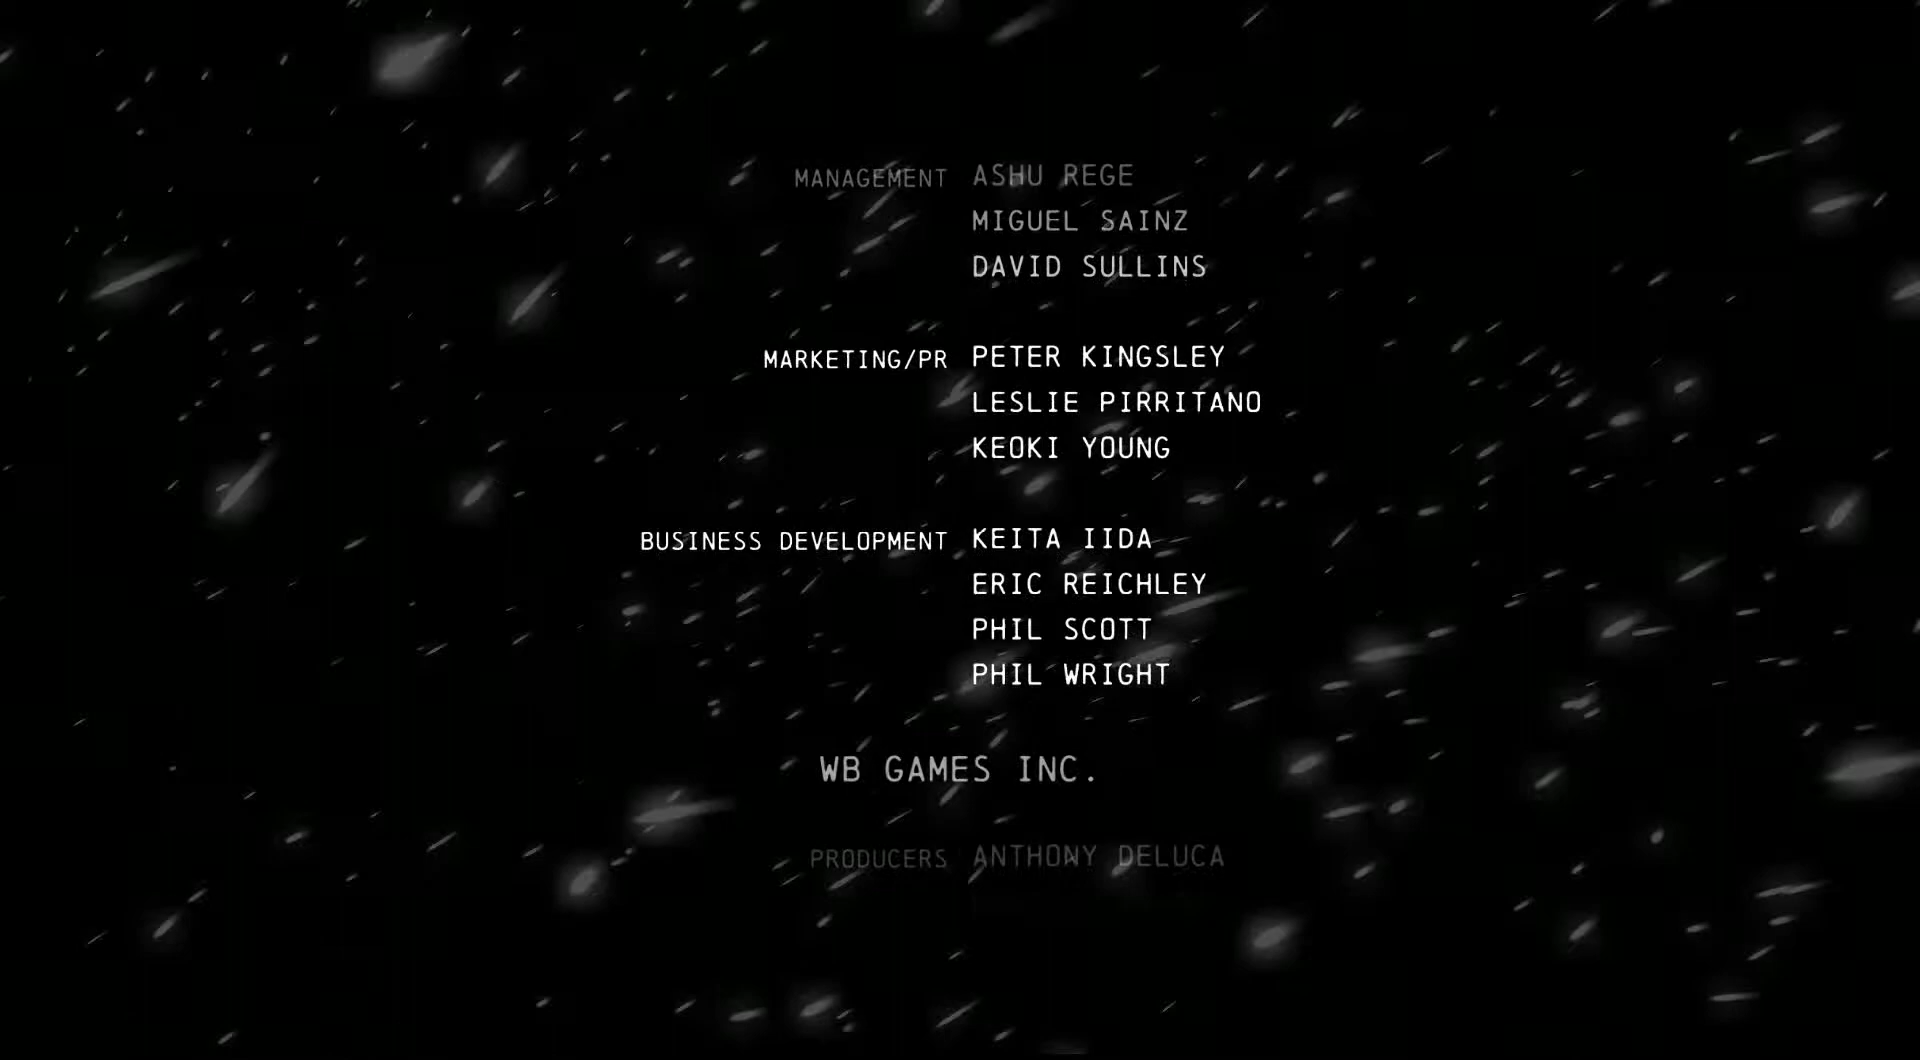 MANAGEMENT ASHU REGE
MIGUEL SAINZ
DAVID SULLINS
MARKETING/PR PETER KINGSLEY
LESLIE PIRRITANO
KEOKI YOUNG
BUSINESS DEVELOPMENT KEITA IIDA
ERIC REICHLEY
PHIL SCOTT
PHIL WRIGHT
WB GAMES INC.
PRODUCERS ANTHONY DELUCA